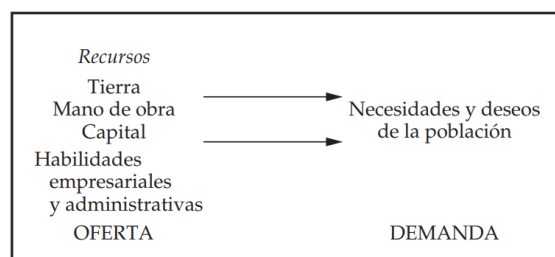 Recursos
Tierra
Mano de obra
Capital
Habilidades
empresariales
y administrativas
OFERTA
Necesidades y deseos
de la población
DEMANDA